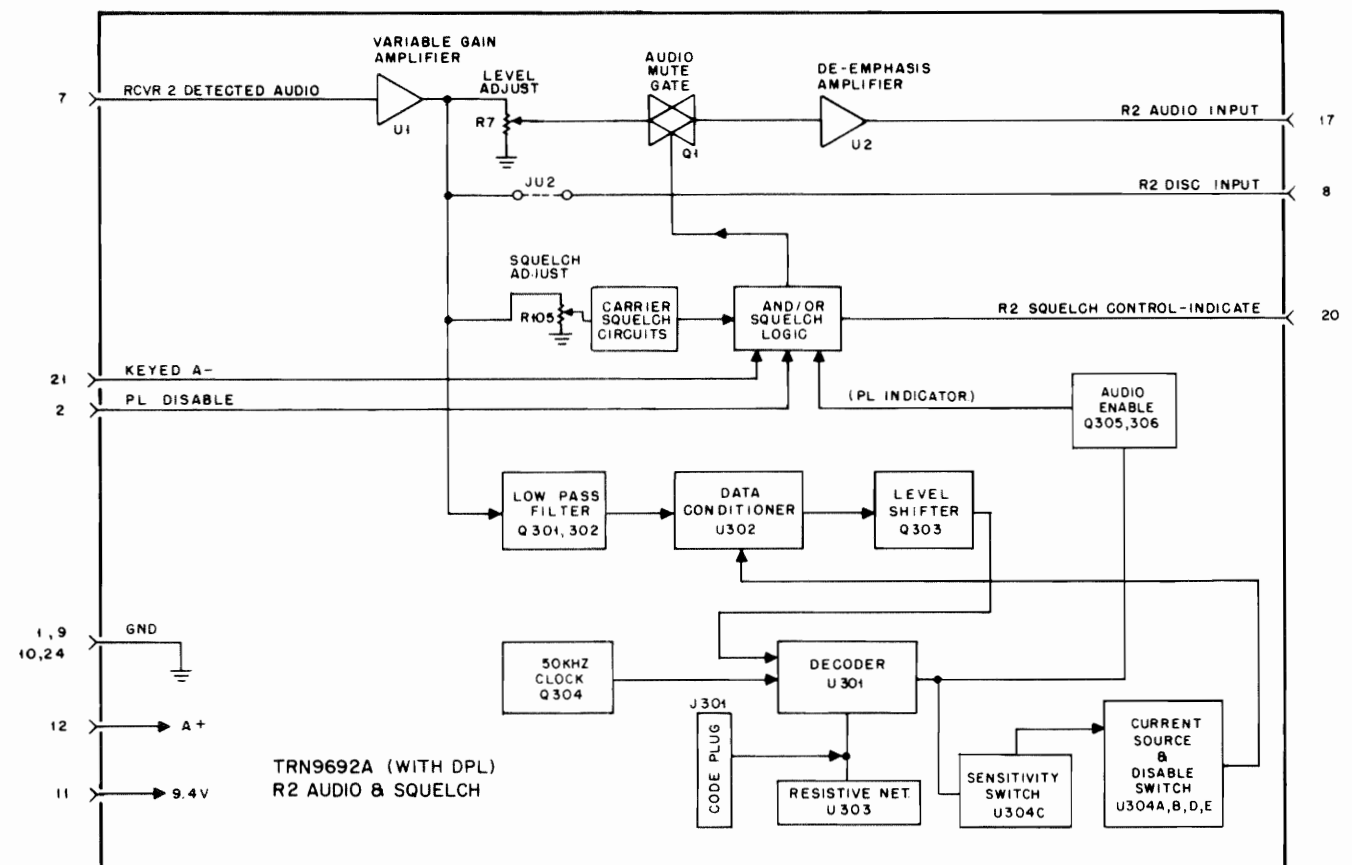 VARIABLE GAIN
AMPLIFIER
U1
LEVEL
ADJUST
R7
AUDIO
MUTE
GATE
Q1
DE-EMPHASIS
AMPLIFIER
U2
7
RCVR 2 DETECTED AUDIO
R2 AUDIO INPUT
17
JU2
R2 DISC INPUT
8
SQUELCH
ADJUST
R105
CARRIER
SQUELCH
CIRCUITS
AND/OR
SQUELCH
LOGIC
R2 SQUELCH CONTROL-INDICATE
20
21
KEYED A-
2
PL DISABLE
(PL INDICATOR)
AUDIO
ENABLE
Q305,306
LOW PASS
FILTER
Q301,302
DATA
CONDITIONER
U302
LEVEL
SHIFTER
Q303
1,9
10,24
GND
50KHZ
CLOCK
Q304
DECODER
U301
J301
CODE PLUG
RESISTIVE NET.
U303
SENSITIVITY
SWITCH
U304C
CURRENT
SOURCE
&
DISABLE
SWITCH
U304A,B,D,E
12
A+
11
9.4V
TRN9692A (WITH DPL)
R2 AUDIO & SQUELCH